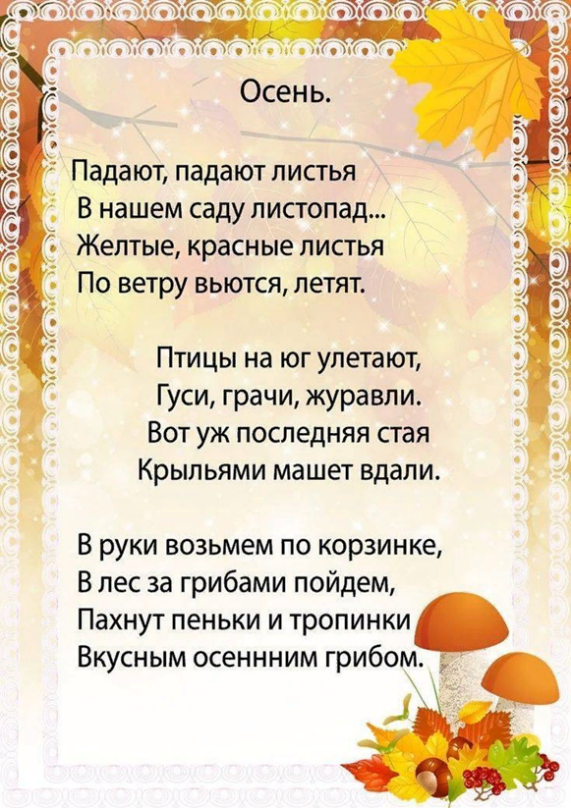 Осень.
Падают, падают листья
В нашем саду листопад...
Желтые, красные листья
По ветру вьются, летят.
Птицы на юг улетают,
Гуси, грачи, журавли.
Вот уж последняя стая
Крыльями машет вдали.
В руки возьмем по корзинке,
В лес за грибами пойдем,
Пахнут пеньки и тропинки
Вкусным осеннним грибом.